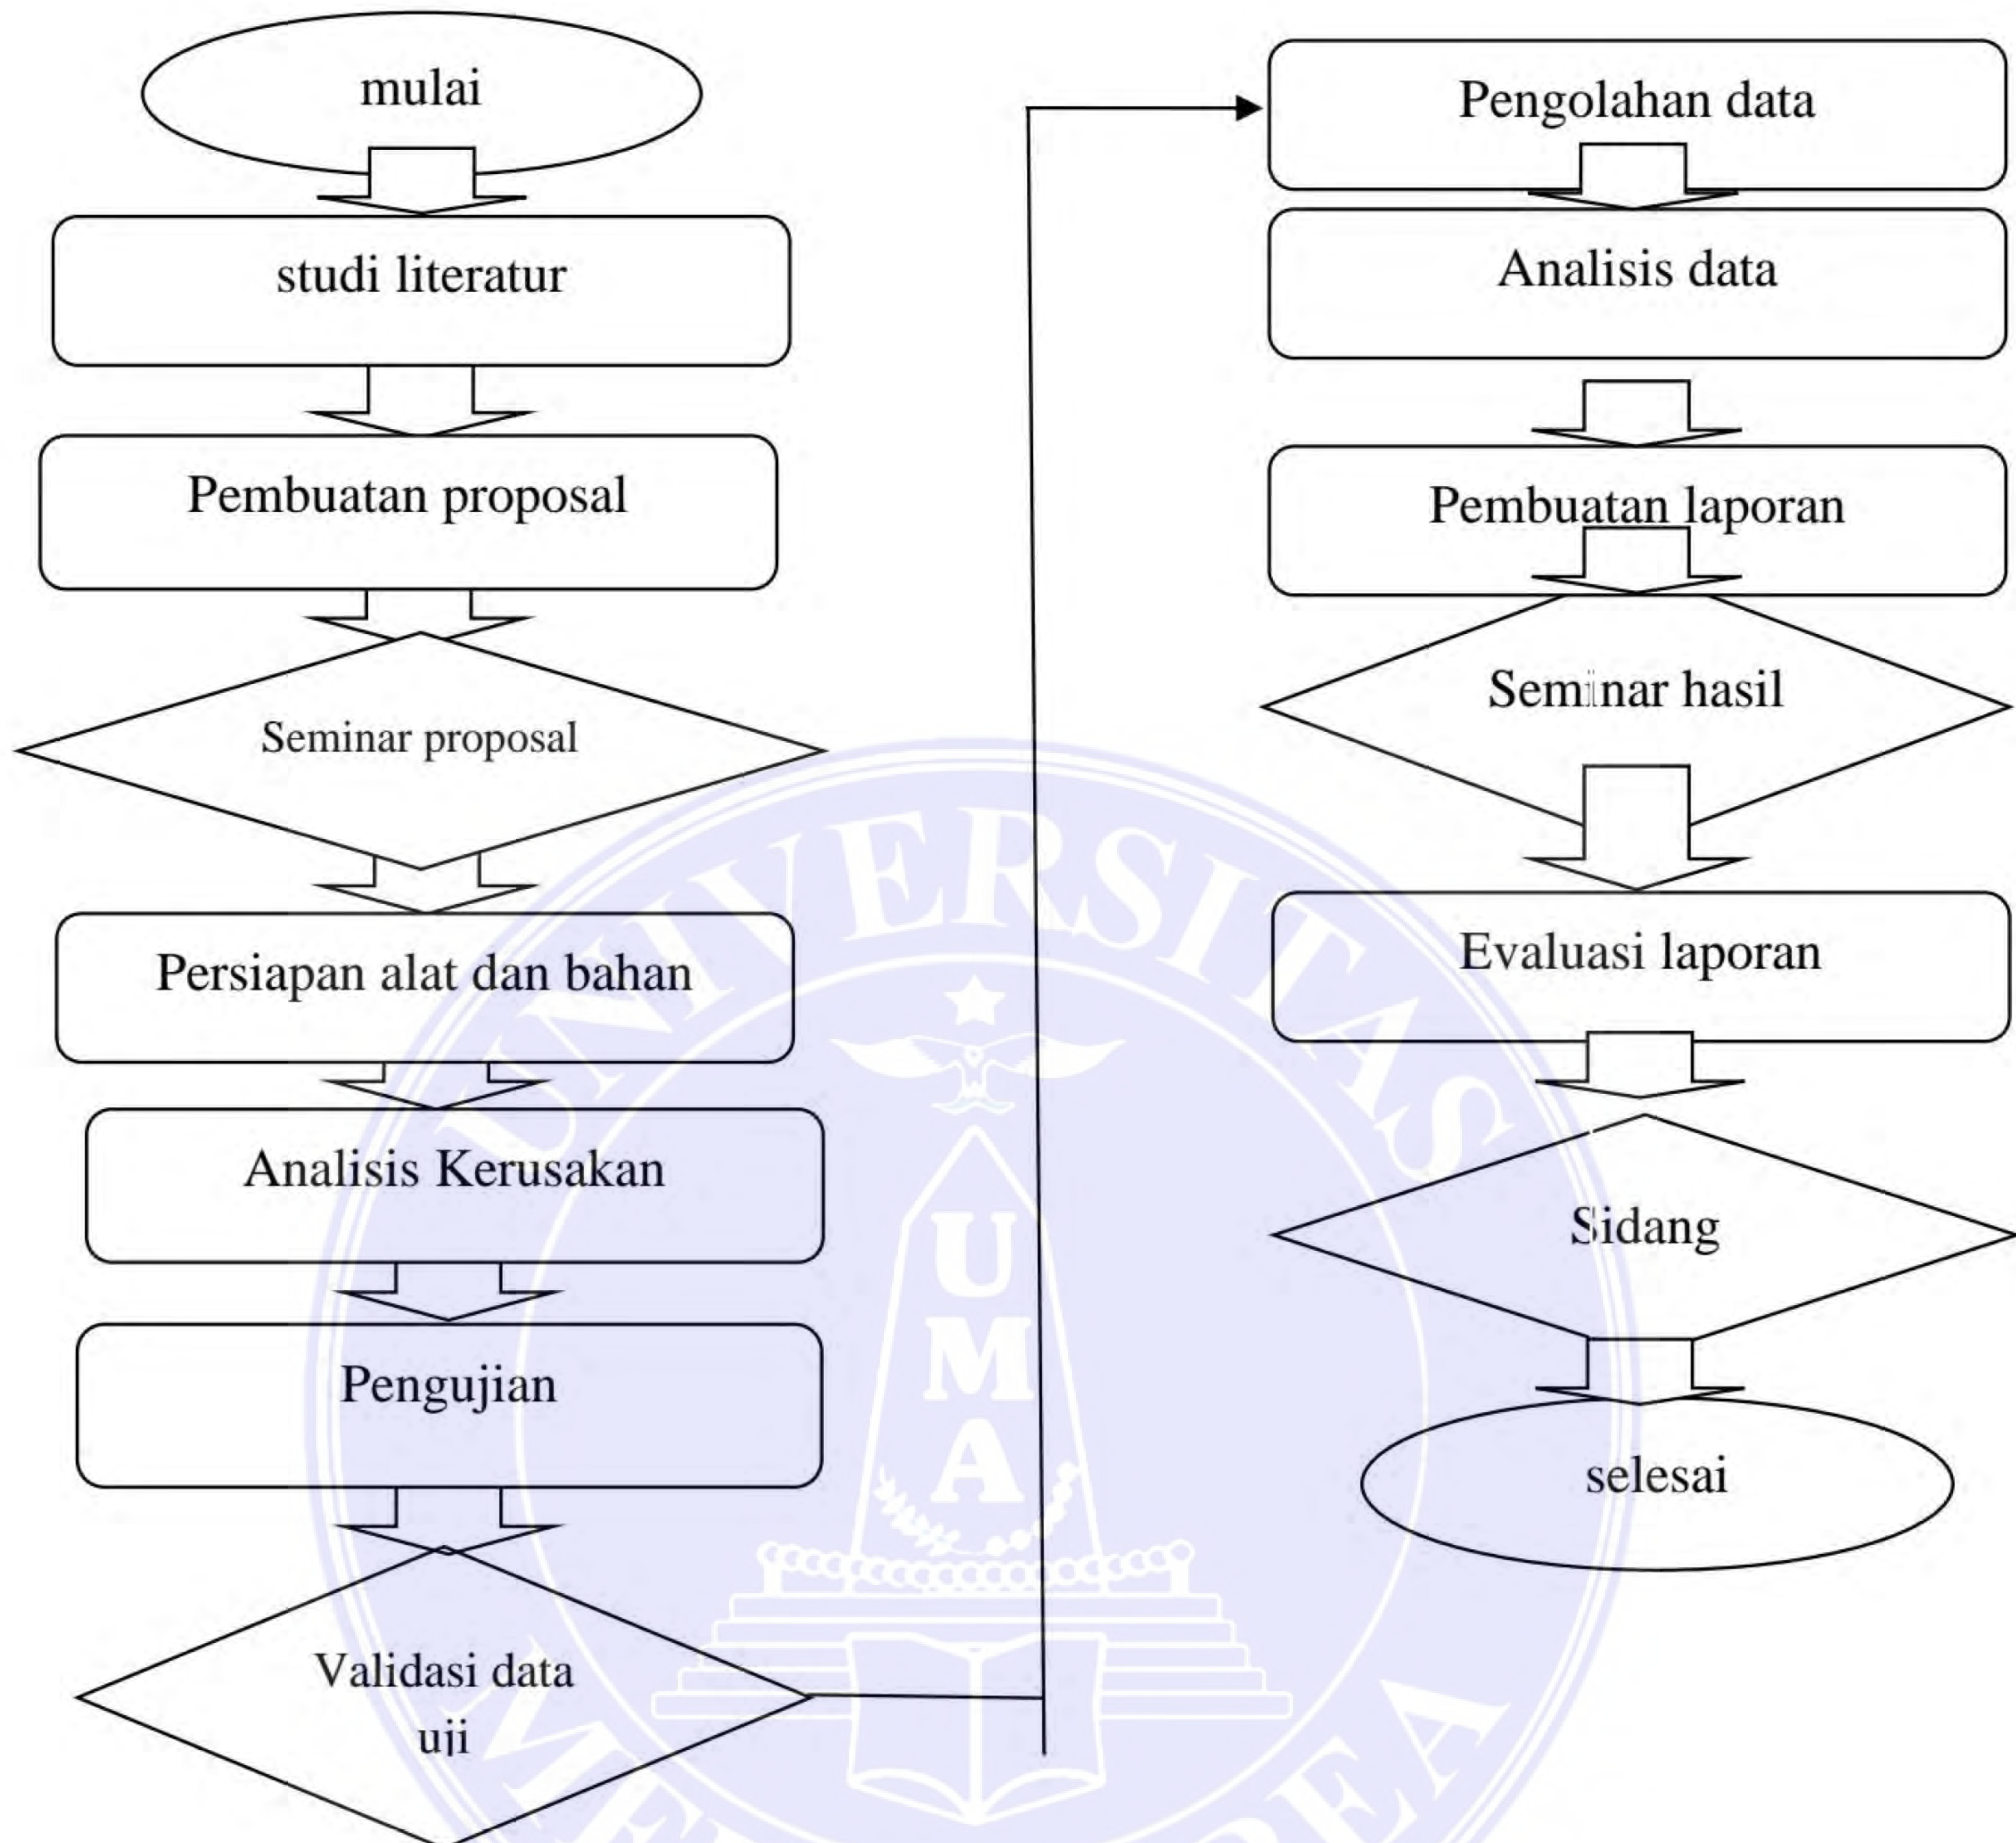 mulai
studi literatur
Pembuatan proposal
Seminar proposal
Persiapan alat dan bahan
Analisis Kerusakan
Pengujian
Validasi data
uji
Pengolahan data
Analisis data
Pembuatan laporan
Seminar hasil
Evaluasi laporan
Sidang
selesai
UNIVERSITAS
U
M
A